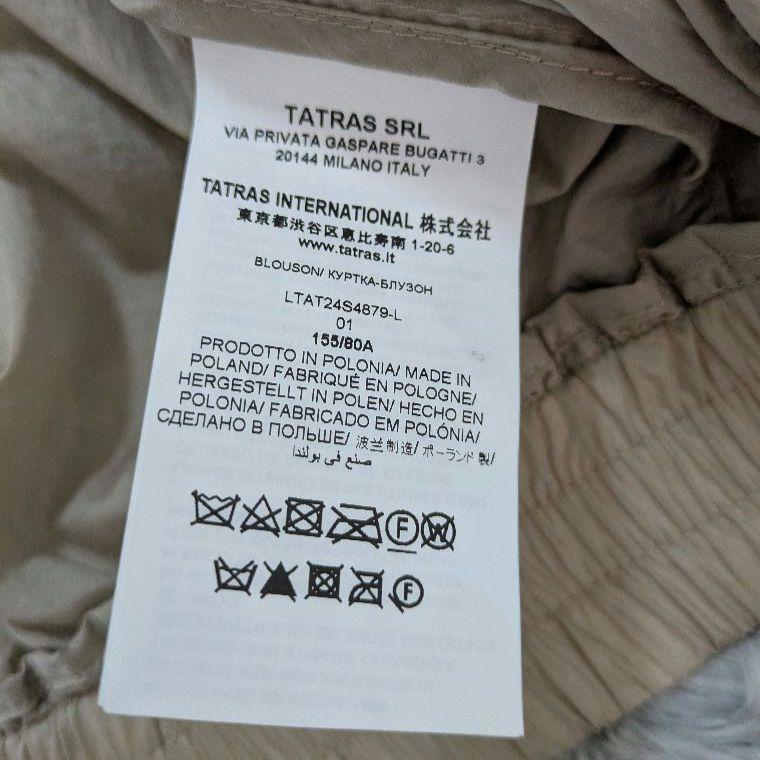 TATRAS SRL
VIA PRIVATA GASPARE BUGATTI 3
20144 MILANO ITALY
TATRAS INTERNATIONAL 株式会社
東京都渋谷区恵比寿南 1-20-6
www.tatras.it
BLOUSON/ КУРТКА-БЛУЗОН
LTAT24S4879-L
01
155/80A
PRODOTTO IN POLONIA/ MADE IN
POLAND/ FABRIQUÉ EN POLOGNE/
HERGESTELLT IN POLEN/ HECHO EN
POLONIA/ FABRICADO EM POLÓNIA/
СДЕЛАНО В ПОЛЬШЕ/ 波兰制造/ ポーランド製/
صنع في بولندا
F W
F